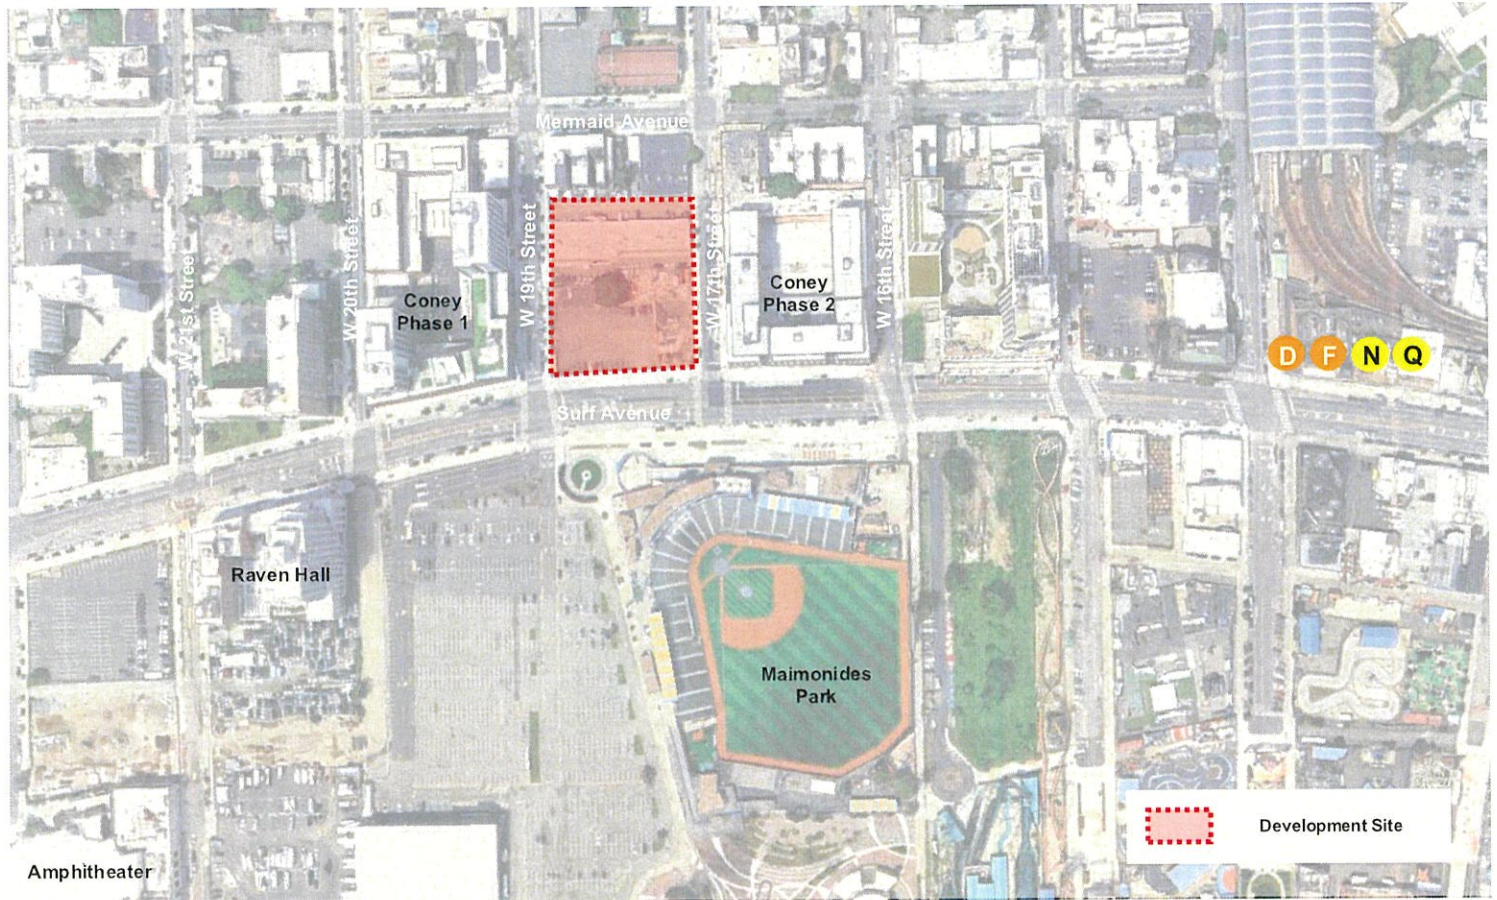 Mermaid Avenue
W 21st Street
W 20th Street
W 19th Street
W 17th Street
W 16th Street
Coney
Phase 1
Coney
Phase 2
D F N Q
Surf Avenue
Raven Hall
Maimonides
Park
Development Site
Amphitheater